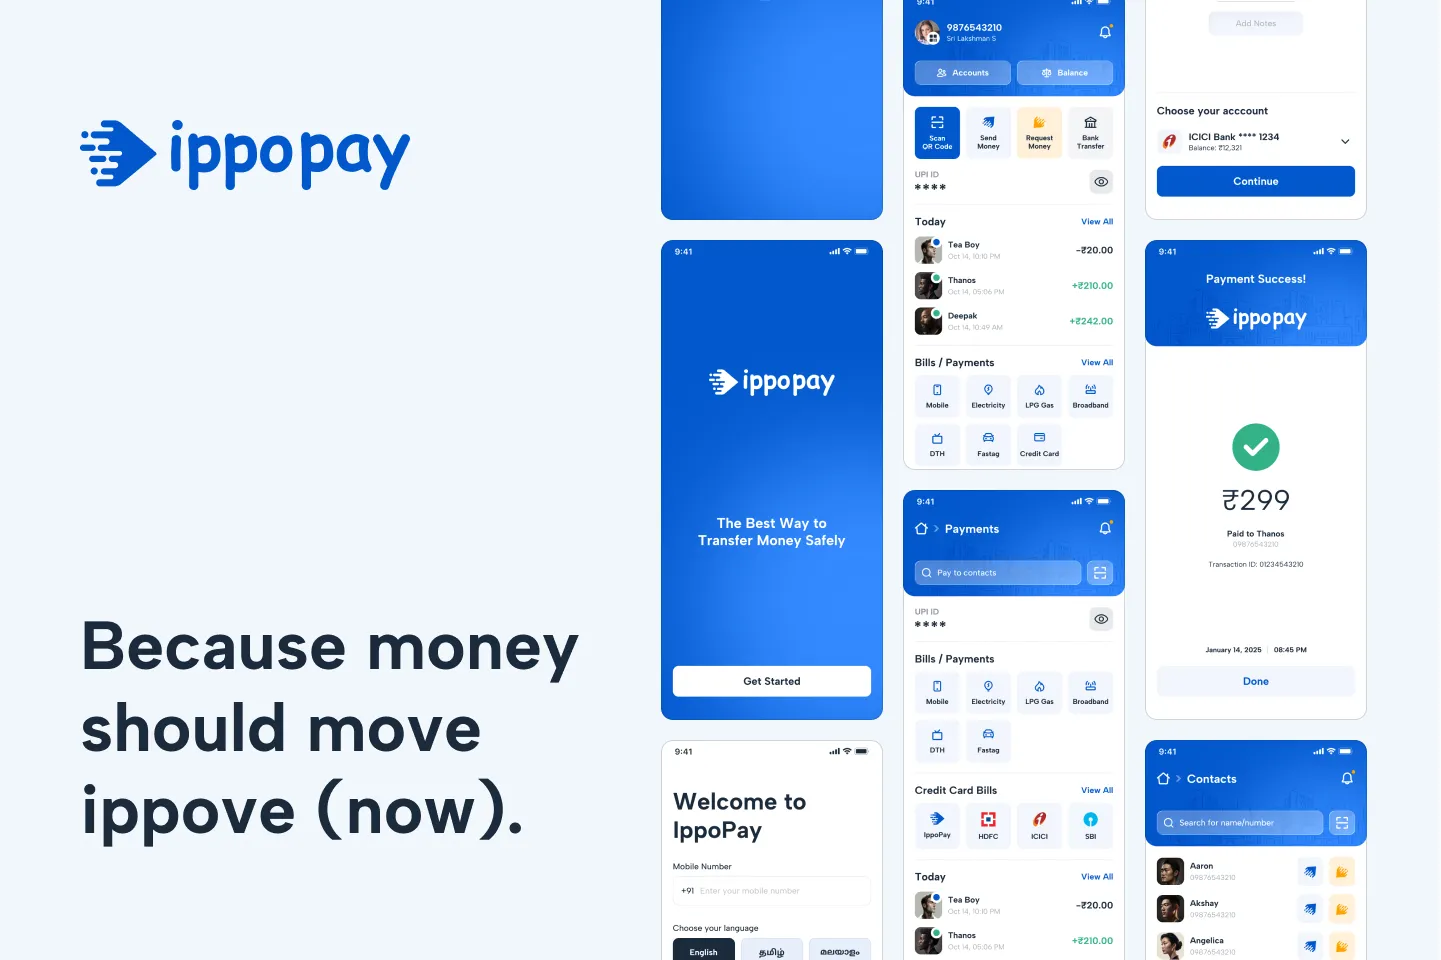 ippopay
Because money
should move
ippove (now).
9:41
ippopay
The Best Way to
Transfer Money Safely
Get Started
9:41
Welcome to
IppoPay
Mobile Number
+91 Enter your mobile number
Choose your language
English தமிழ் മലയാളം
9:41
9876543210
Sri Lakshman S
Accounts Balance
Scan
QR Code
Send
Money
Request
Money
Bank
Transfer
UPI ID
****
Today View All
Tea Boy
Oct 14, 10:10 PM
-₹20.00
Thanos
Oct 14, 05:06 PM
+₹210.00
Deepak
Oct 14, 10:49 AM
+₹242.00
Bills / Payments View All
Mobile Electricity LPG Gas Broadband
DTH Fastag Credit Card
9:41
Payments
Pay to contacts
UPI ID
****
Bills / Payments
Mobile Electricity LPG Gas Broadband
DTH Fastag
Credit Card Bills View All
IppoPay HDFC ICICI SBI
Today View All
Tea Boy
Oct 14, 10:10 PM
-₹20.00
Thanos
Oct 14, 05:06 PM
+₹210.00
Add Notes
Choose your acccount
ICICI Bank **** 1234
Balance: ₹12,321
Continue
9:41
Payment Success!
ippopay
₹299
Paid to Thanos
09876543210
Transaction ID: 01234543210
January 14, 2025 | 08:45 PM
Done
9:41
Contacts
Search for name/number
Aaron
09876543210
Akshay
09876543210
Angelica
09876543210